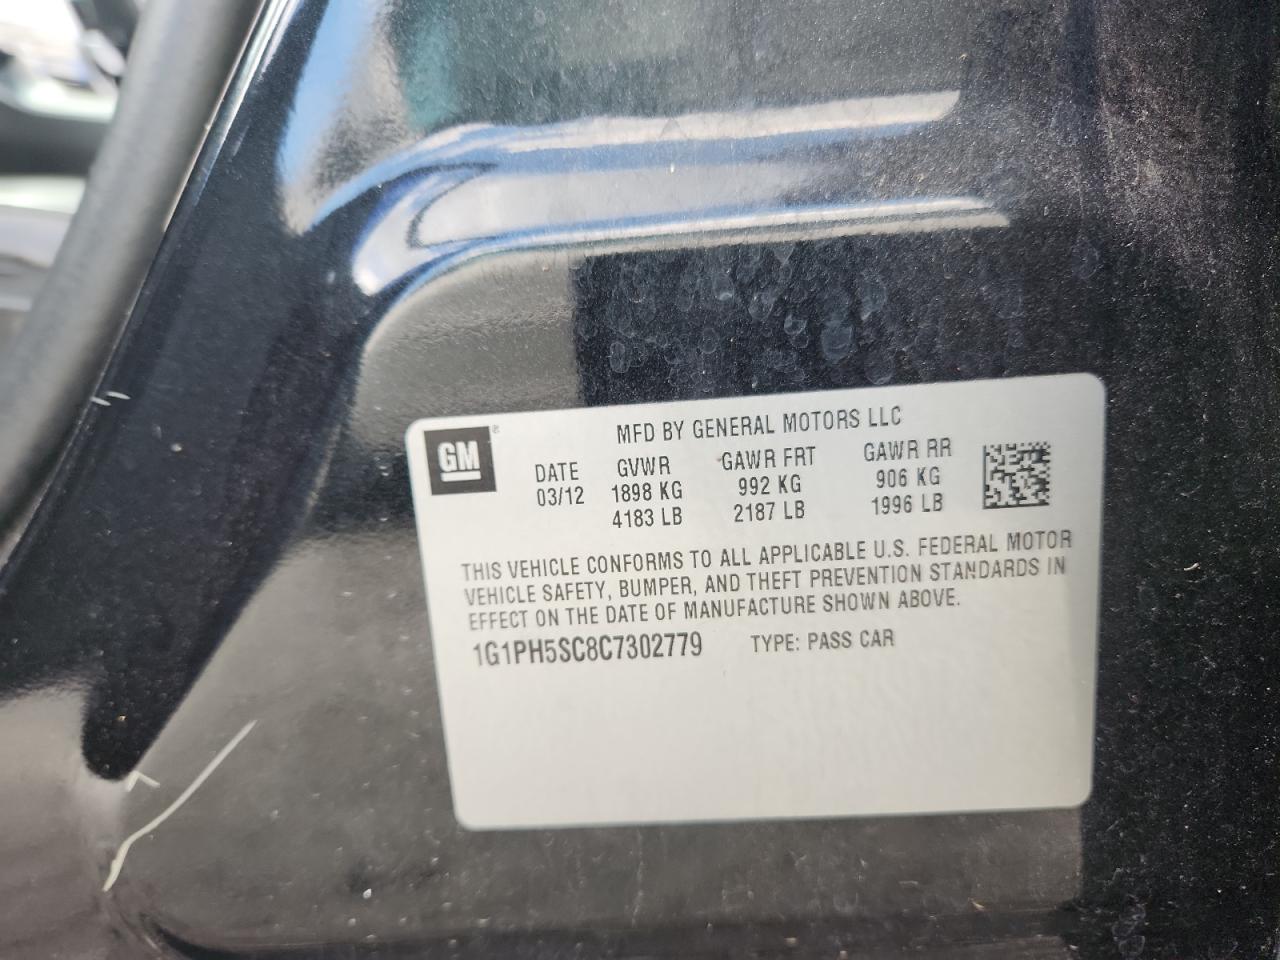 GM ®
MFD BY GENERAL MOTORS LLC
DATE GVWR GAWR FRT GAWR RR
03/12 1898 KG 992 KG 906 KG
4183 LB 2187 LB 1996 LB
THIS VEHICLE CONFORMS TO ALL APPLICABLE U.S. FEDERAL MOTOR
VEHICLE SAFETY, BUMPER, AND THEFT PREVENTION STANDARDS IN
EFFECT ON THE DATE OF MANUFACTURE SHOWN ABOVE.
1G1PH5SC8C7302779 TYPE: PASS CAR